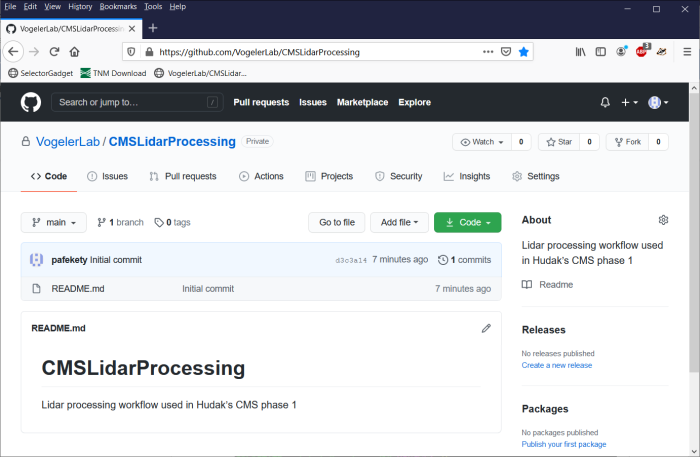 File Edit View History Bookmarks Tools Help
VogelerLab/CMSLidarProcessing
https://github.com/VogelerLab/CMSLidarProcessing
ABP 3
SelectorGadget TNM Download VogelerLab/CMSLidar...
Search or jump to... / Pull requests Issues Marketplace Explore
VogelerLab / CMSLidarProcessing Private Watch 0 Star 0 Fork 0
Code Issues Pull requests Actions Projects Security Insights Settings
main 1 branch 0 tags Go to file Add file Code
About
pafekety Initial commit d3c3a14 7 minutes ago 1 commits
Lidar processing workflow used
in Hudak's CMS phase 1
README.md Initial commit 7 minutes ago
Readme
README.md
Releases
No releases published
Create a new release
CMSLidarProcessing
Lidar processing workflow used in Hudak's CMS phase 1
Packages
No packages published
Publish your first package